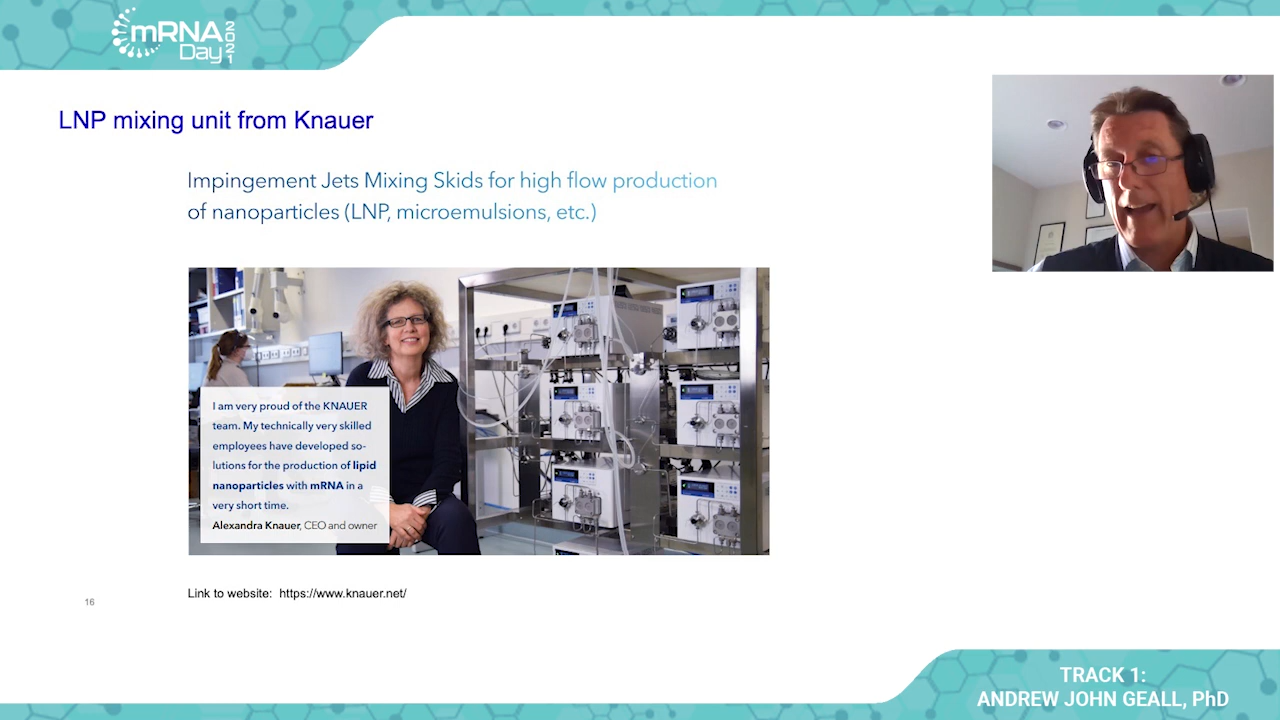 mRNA
Day
2021
LNP mixing unit from Knauer
Impingement Jets Mixing Skids for high flow production
of nanoparticles (LNP, microemulsions, etc.)
I am very proud of the KNAUER
team. My technically very skilled
employees have developed so-
lutions for the production of lipid
nanoparticles with mRNA in a
very short time.
Alexandra Knauer, CEO and owner
Link to website: https://www.knauer.net/
16
TRACK 1:
ANDREW JOHN GEALL, PhD